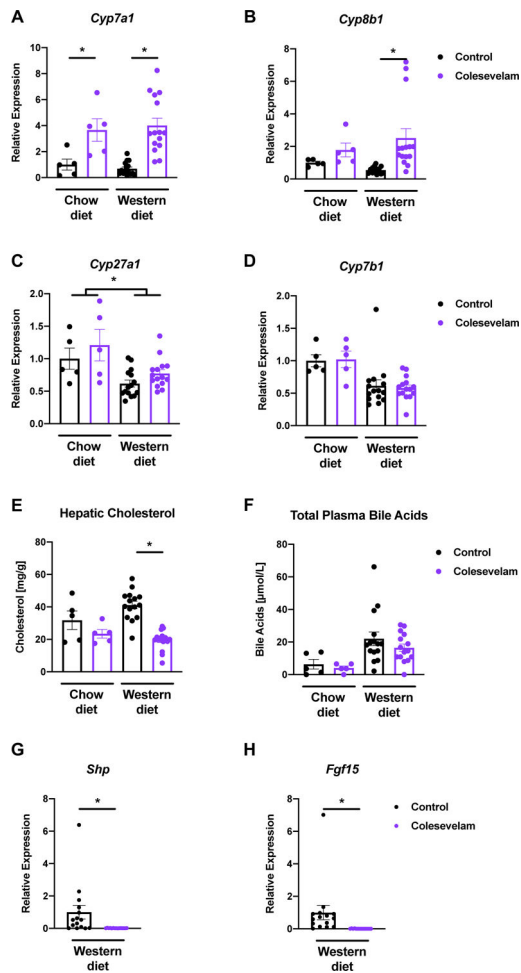 A
Cyp7a1
Relative Expression
10
8
6
4
2
0
*
*
Chow diet
Western diet
B
Cyp8b1
Relative Expression
8
6
4
2
0
*
Chow diet
Western diet
Control
Colesevelam
C
Cyp27a1
Relative Expression
2.0
1.5
1.0
0.5
0.0
*
Chow diet
Western diet
D
Cyp7b1
Relative Expression
2.0
1.5
1.0
0.5
0.0
Chow diet
Western diet
Control
Colesevelam
E
Hepatic Cholesterol
Cholesterol [mg/g]
80
60
40
20
0
*
Chow diet
Western diet
F
Total Plasma Bile Acids
Bile Acids [µmol/L]
80
60
40
20
0
Chow diet
Western diet
Control
Colesevelam
G
Shp
Relative Expression
8
6
4
2
0
*
Western diet
H
Fgf15
Relative Expression
8
6
4
2
0
*
Western diet
Control
Colesevelam